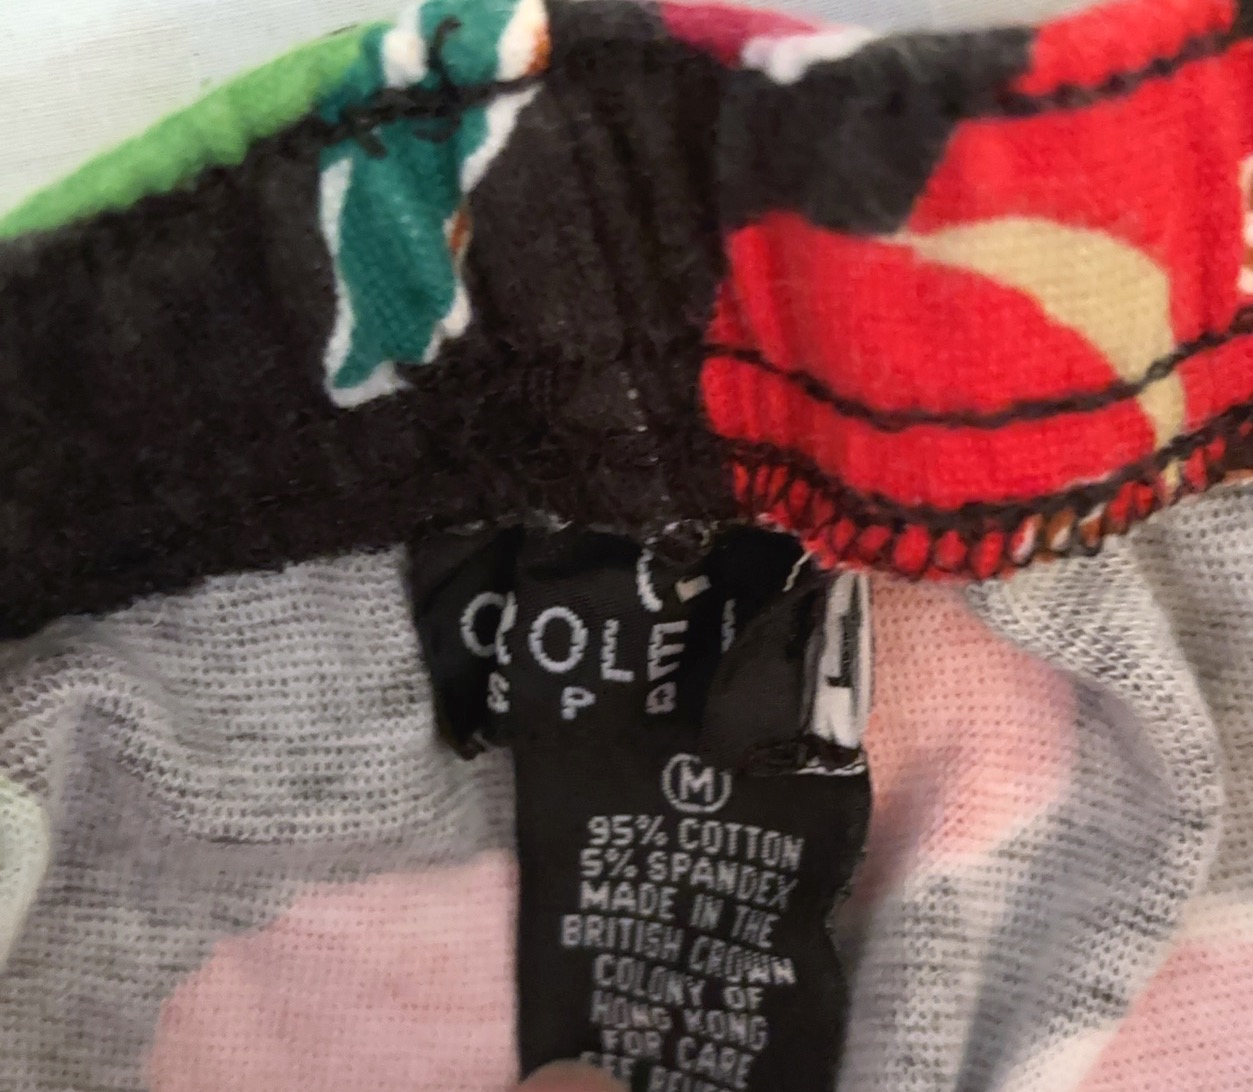 M
95% COTTON
5% SPANDEX
MADE IN THE
BRITISH CROWN
COLONY OF
HONG KONG
FOR CARE